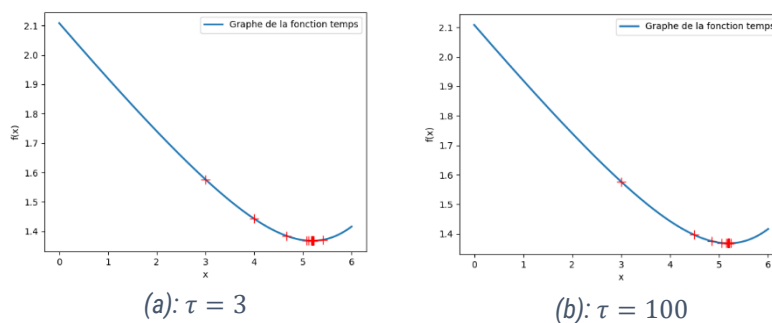 Graphe de la fonction temps
2.1
2.0
1.9
1.8
1.7
1.6
1.5
1.4
f(x)
0 1 2 3 4 5 6
x
(a): τ = 3
Graphe de la fonction temps
2.1
2.0
1.9
1.8
1.7
1.6
1.5
1.4
f(x)
0 1 2 3 4 5 6
x
(b): τ = 100